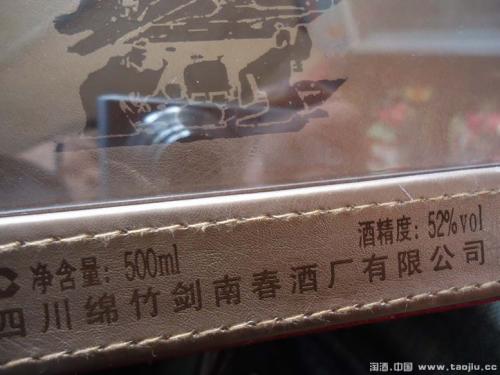 净含量: 500ml
酒精度: 52%vol
四川绵竹剑南春酒厂有限公司
淘酒.中国 www.taojiu.cc